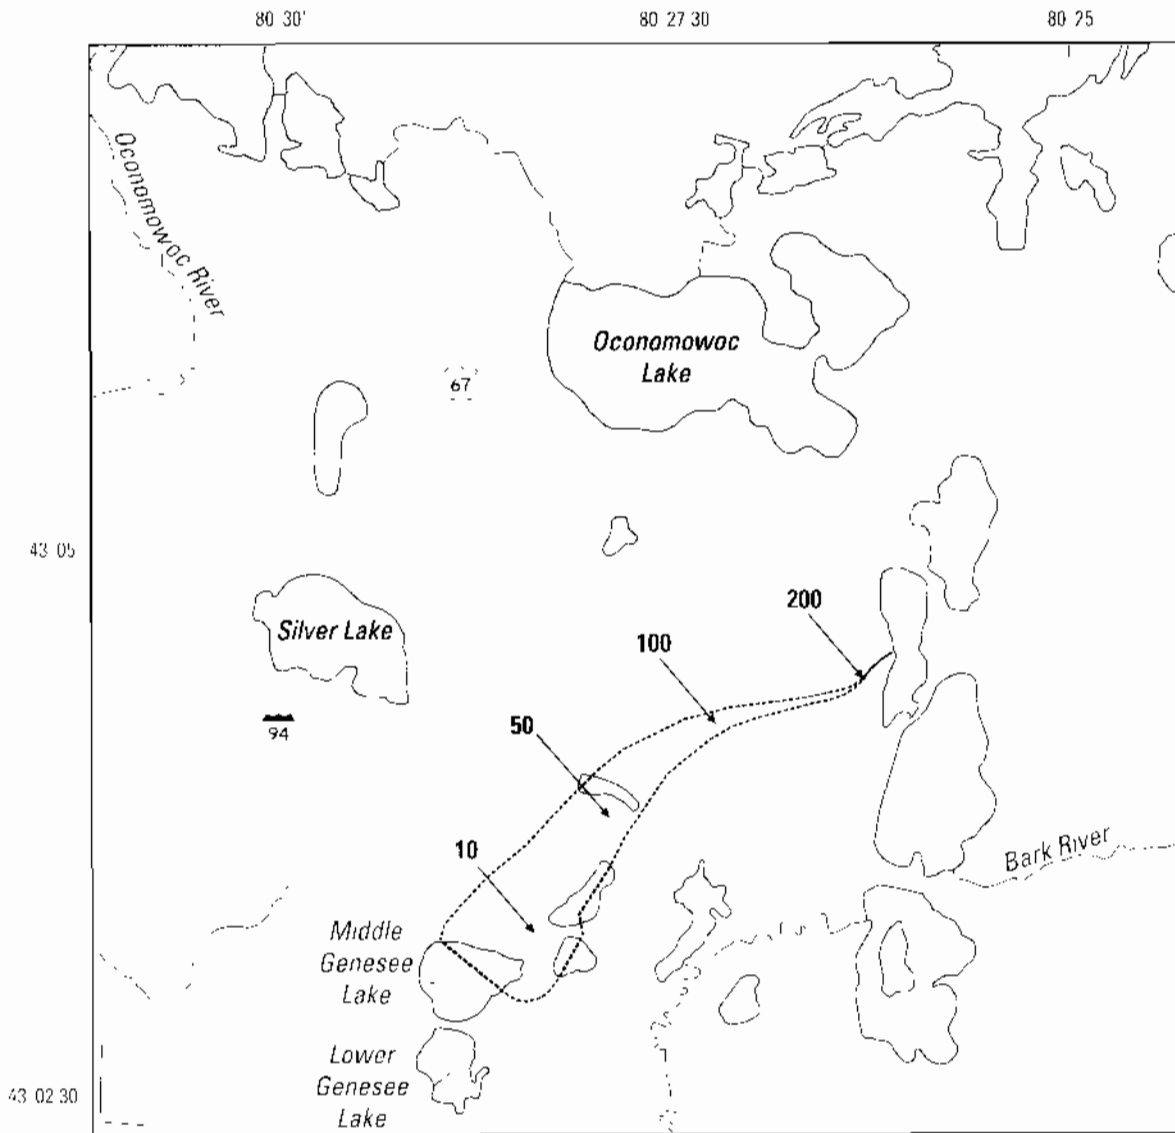 80 30'
80 27 30
80 25
Oconomowoc River
Oconomowoc
Lake
67
43 05
200
Silver Lake
100
94
50
10
Bark River
Middle
Genesee
Lake
Lower
Genesee
Lake
43 02 30